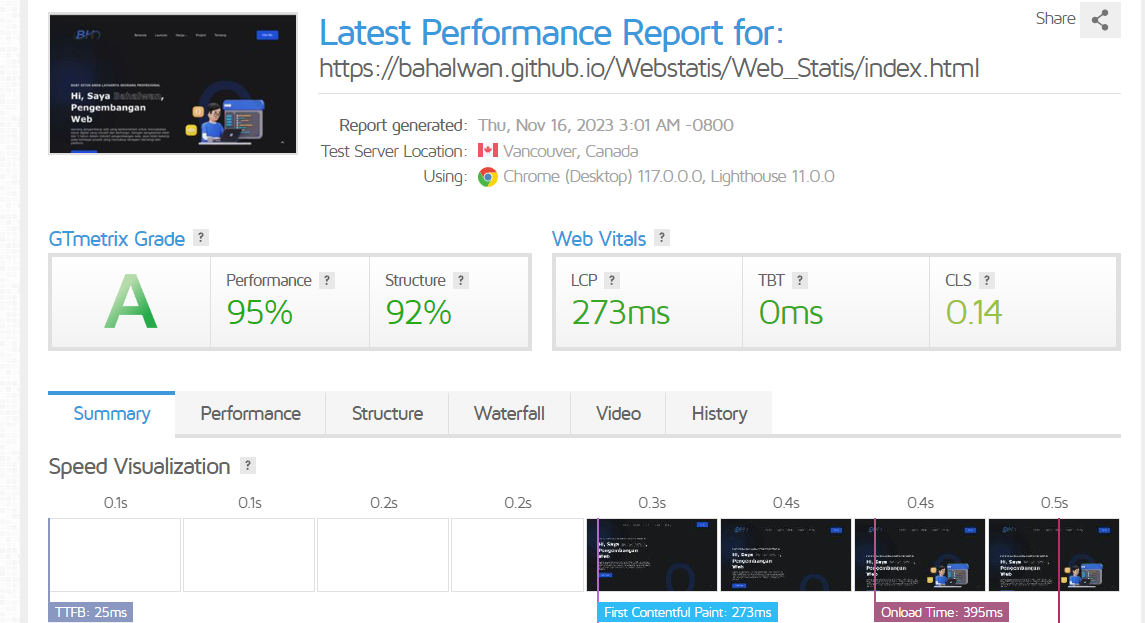 Share
Latest Performance Report for:
https://bahalwan.github.io/Webstatis/Web_Statis/index.html
Report generated: Thu, Nov 16, 2023 3:01 AM -0800
Test Server Location: Vancouver, Canada
Using: Chrome (Desktop) 117.0.0.0, Lighthouse 11.0.0
BHD
Hi, Saya Bahalwan,
Pengembangan
Web
GTmetrix Grade ?
Web Vitals ?
A
Performance ?
95%
Structure ?
92%
LCP ?
273ms
TBT ?
0ms
CLS ?
0.14
Summary Performance Structure Waterfall Video History
Speed Visualization ?
0.1s 0.1s 0.2s 0.2s 0.3s 0.4s 0.4s 0.5s
TTFB: 25ms
First Contentful Paint: 273ms
Onload Time: 395ms